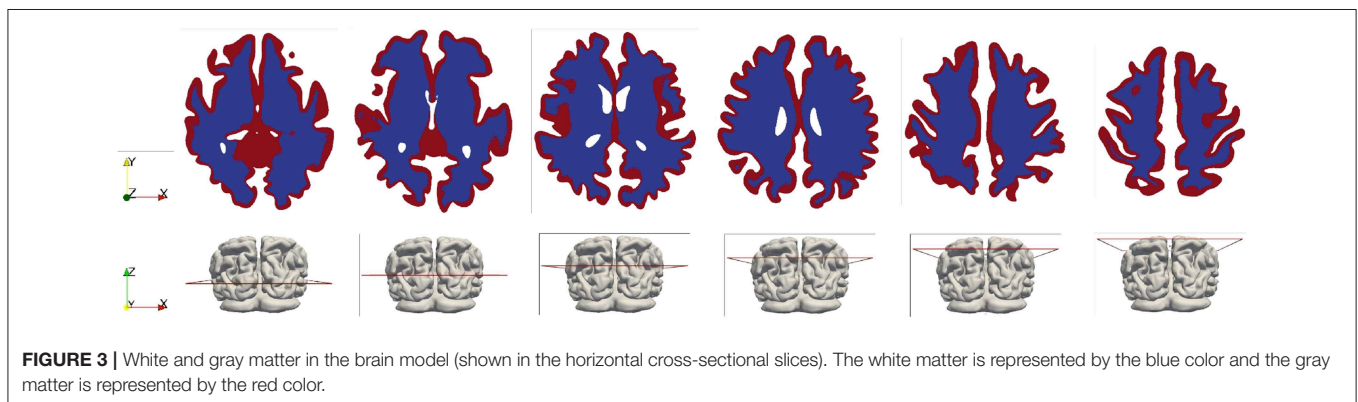 Y
Z
X
Z
Y
X
FIGURE 3 | White and gray matter in the brain model (shown in the horizontal cross-sectional slices). The white matter is represented by the blue color and the gray
matter is represented by the red color.